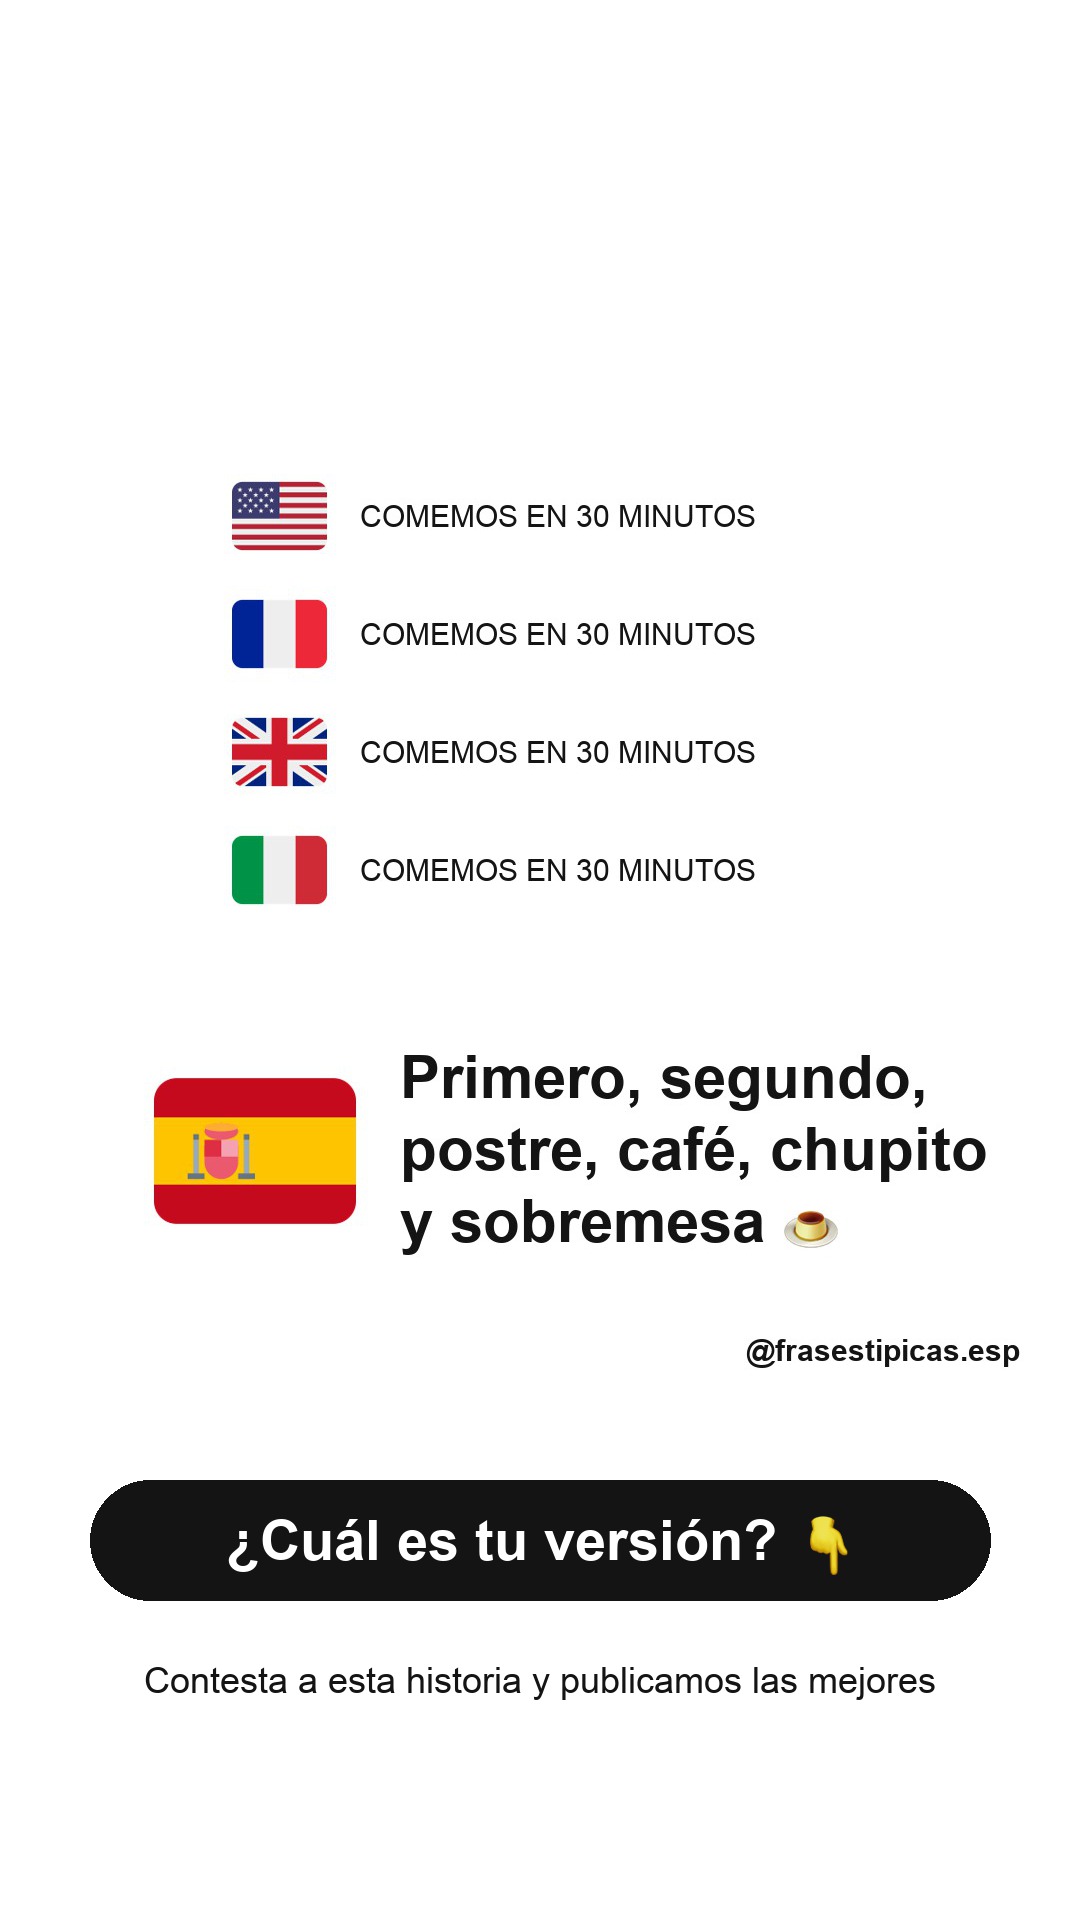 COMEMOS EN 30 MINUTOS
COMEMOS EN 30 MINUTOS
COMEMOS EN 30 MINUTOS
COMEMOS EN 30 MINUTOS
Primero, segundo,
postre, café, chupito
y sobremesa 🍮
@frasestipicas.esp
¿Cuál es tu versión? 👇
Contesta a esta historia y publicamos las mejores